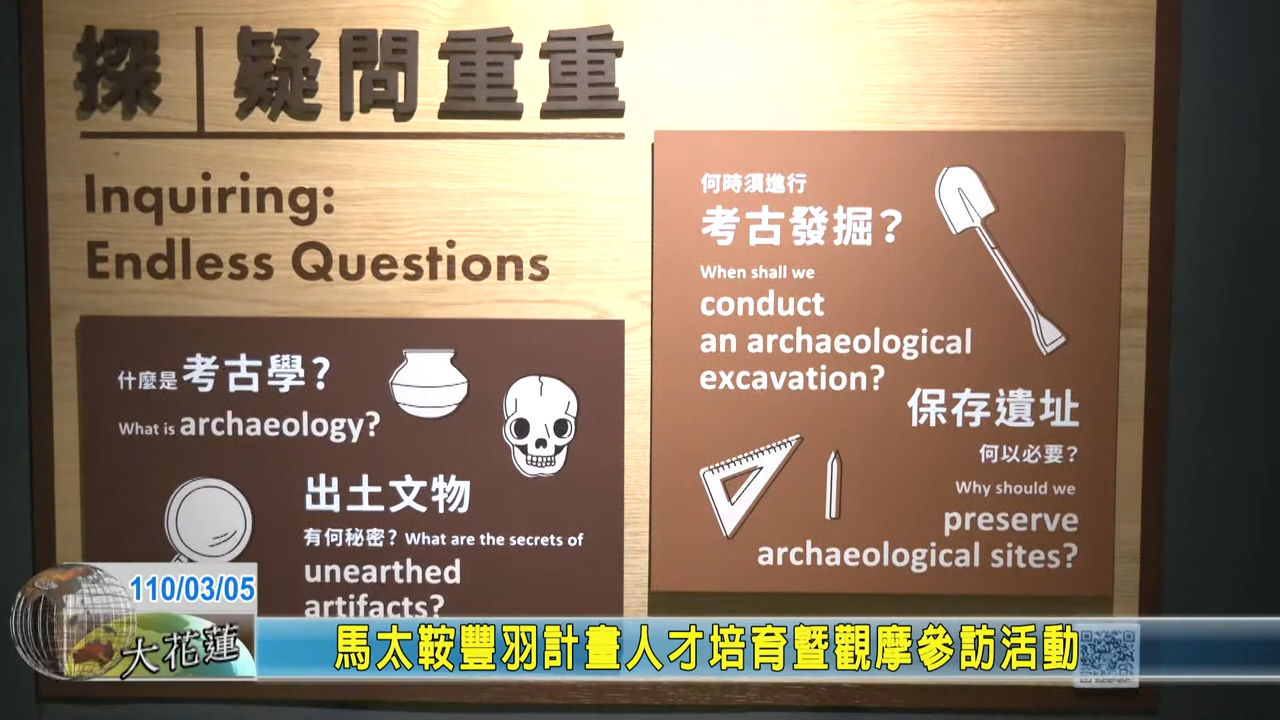 探 | 疑問重重
Inquiring:
Endless Questions
什麼是考古學？
What is archaeology?
出土文物
有何秘密？ What are the secrets of
unearthed
artifacts?
何時須進行
考古發掘？
When shall we
conduct
an archaeological
excavation?
保存遺址
何以必要？
Why should we
preserve
archaeological sites?
110/03/05
大花蓮
馬太鞍豐羽計畫人才培育暨觀摩參訪活動